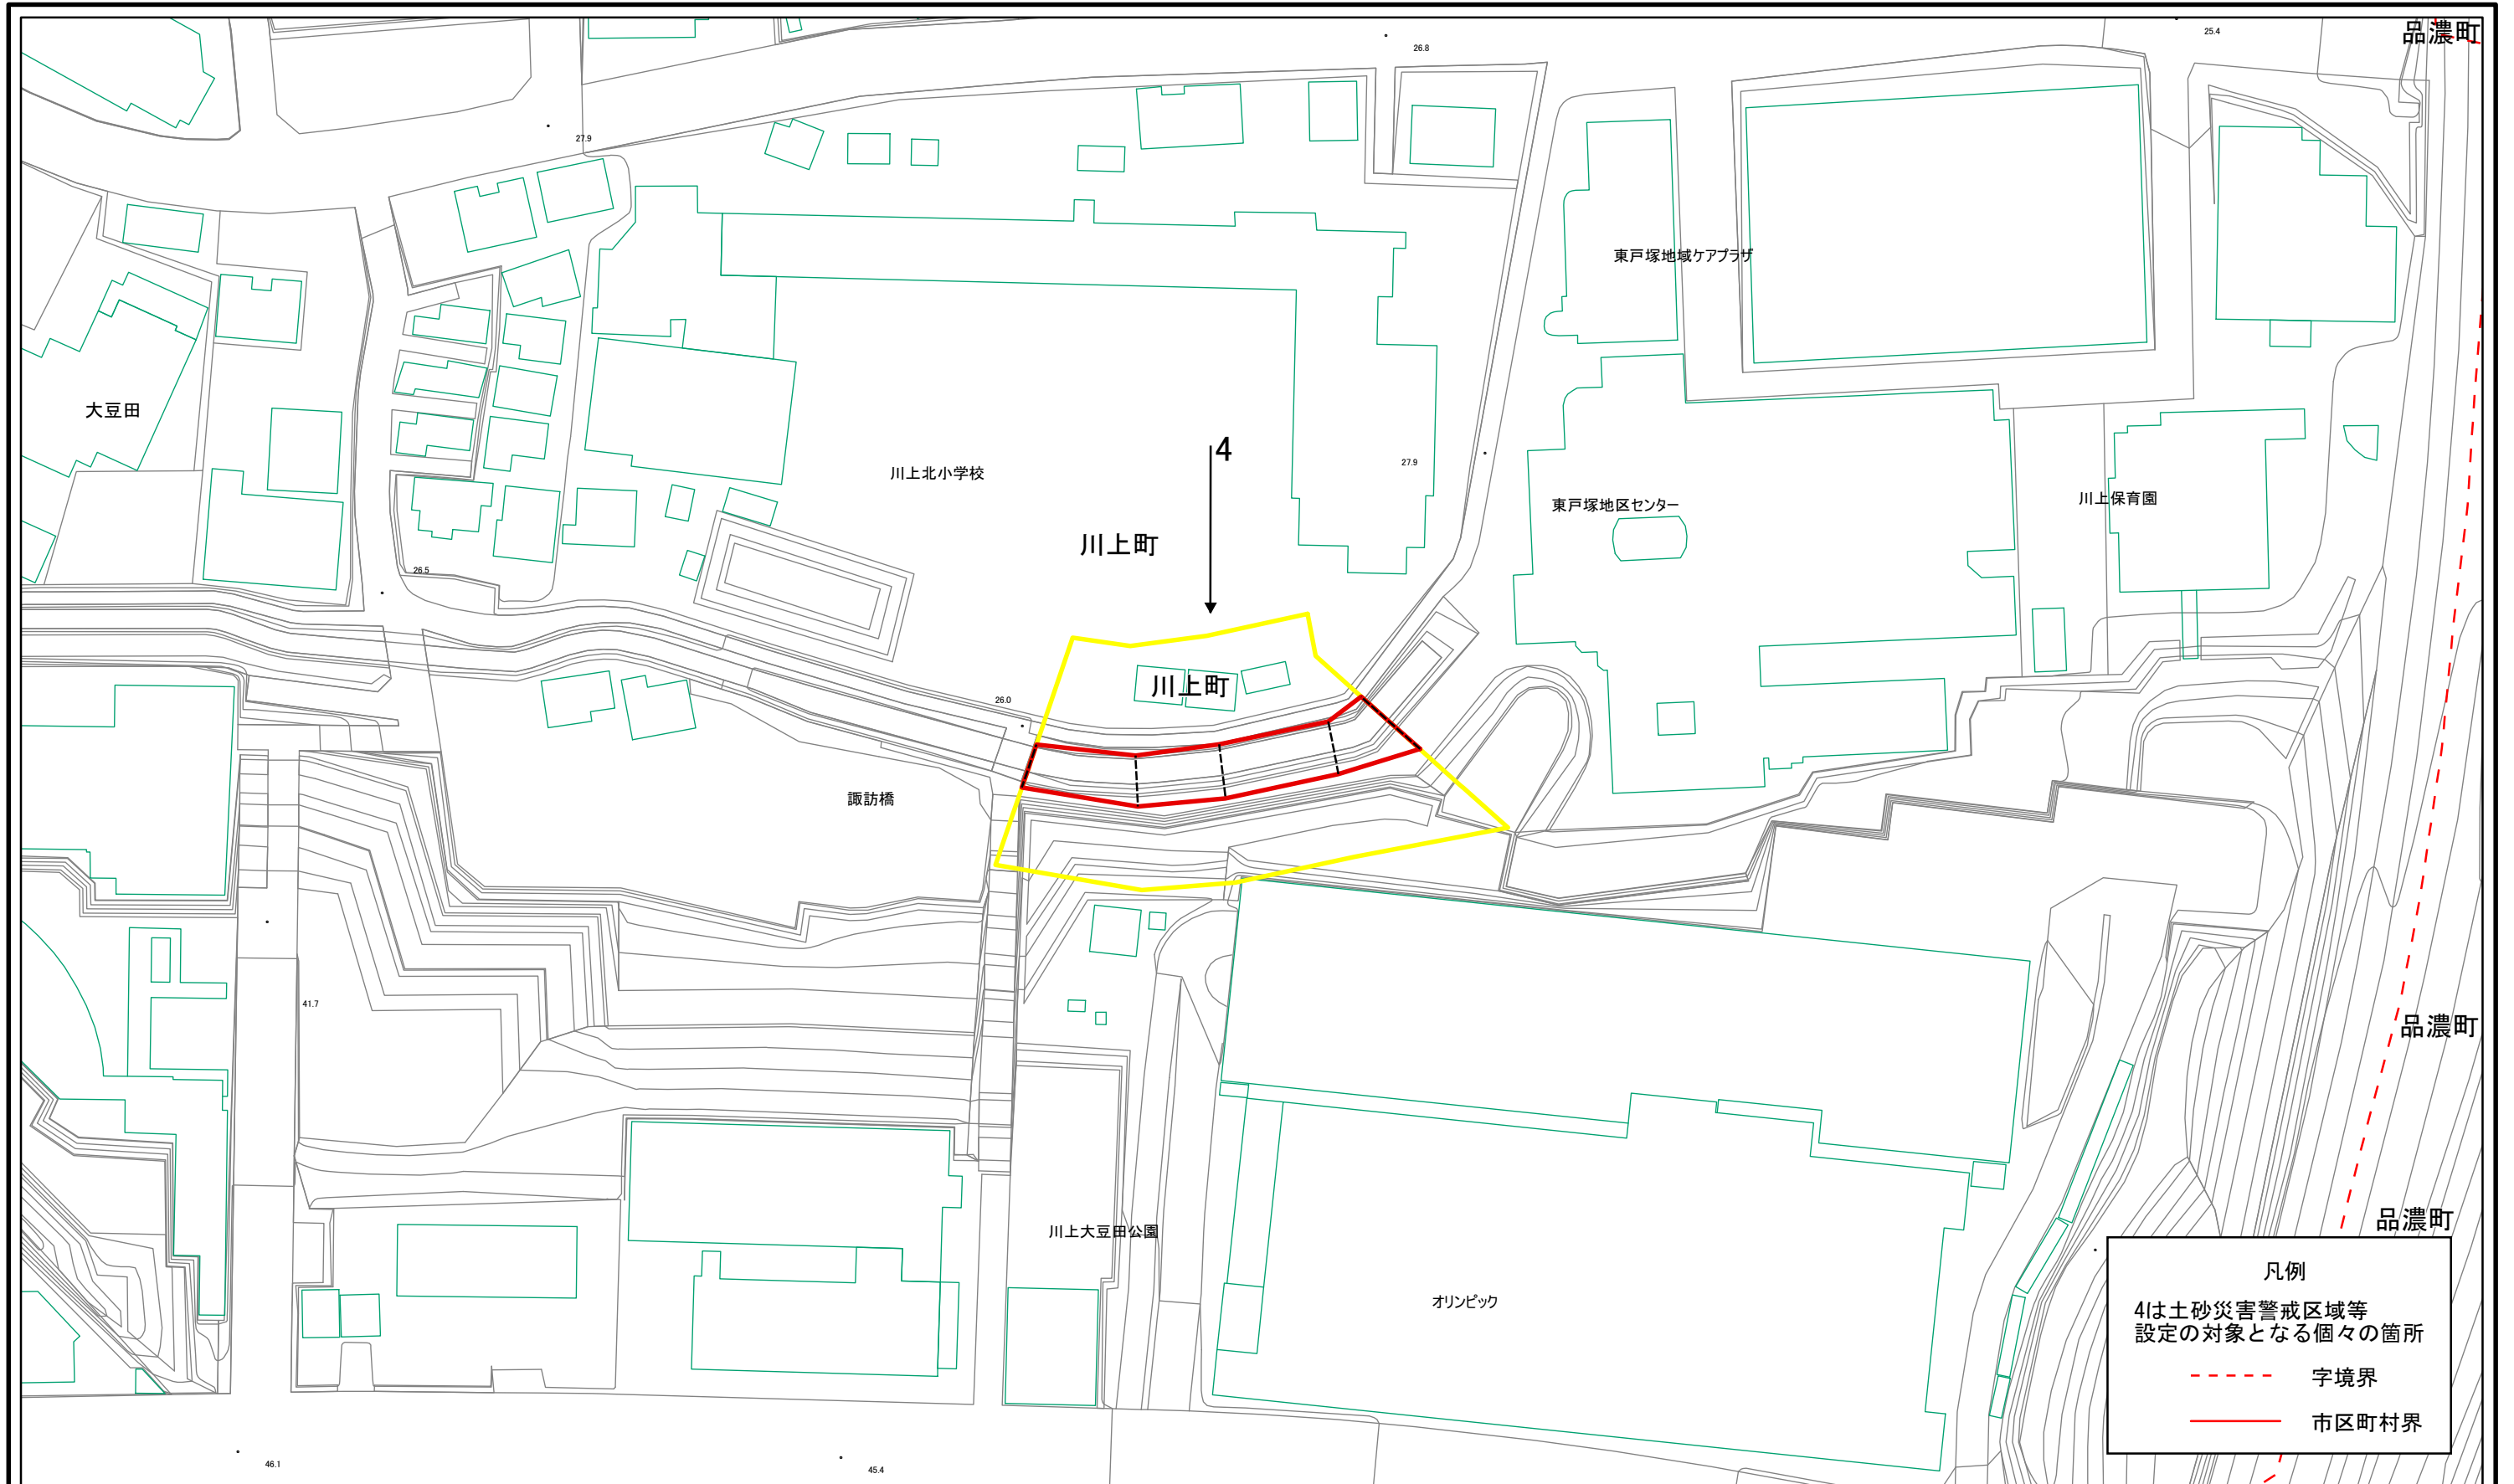 品濃町
25.4
26.8
27.9
東戸塚地域ケアプラザ
大豆田
4
川上北小学校
27.9
東戸塚地区センター
川上保育園
川上町
26.5
川上町
26.0
諏訪橋
41.7
品濃町
品濃町
川上大豆田公園
オリンピック
凡例
4は土砂災害警戒区域等
設定の対象となる個々の箇所
字境界
市区町村界
46.1
45.4